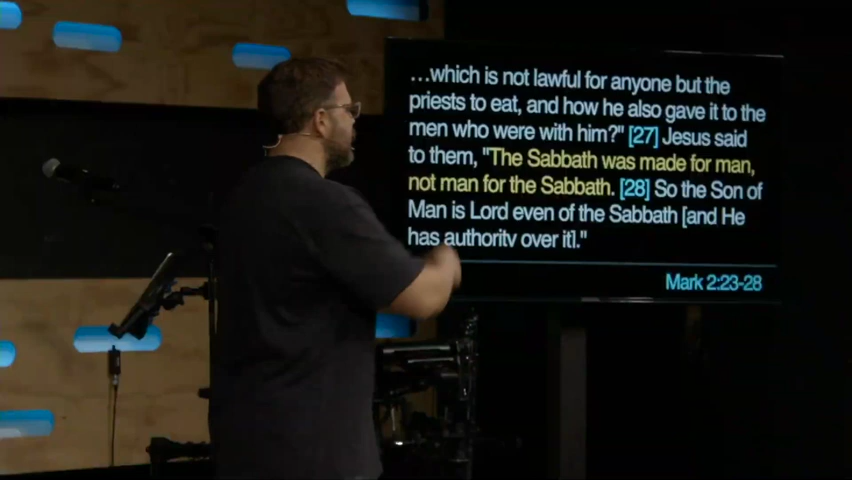 ...which is not lawful for anyone but the
priests to eat, and how he also gave it to the
men who were with him?" [27] Jesus said
to them, "The Sabbath was made for man,
not man for the Sabbath. [28] So the Son of
Man is Lord even of the Sabbath [and He
has authority over it]."
Mark 2:23-28